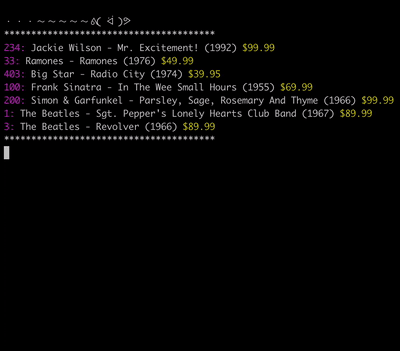 ・・・～～～～～ᕕ( ᐛ )ᕗ
***************************************
234: Jackie Wilson - Mr. Excitement! (1992) $99.99
33: Ramones - Ramones (1976) $49.99
403: Big Star - Radio City (1974) $39.95
100: Frank Sinatra - In The Wee Small Hours (1955) $69.99
200: Simon & Garfunkel - Parsley, Sage, Rosemary And Thyme (1966) $99.99
1: The Beatles - Sgt. Pepper's Lonely Hearts Club Band (1967) $89.99
3: The Beatles - Revolver (1966) $89.99
***************************************